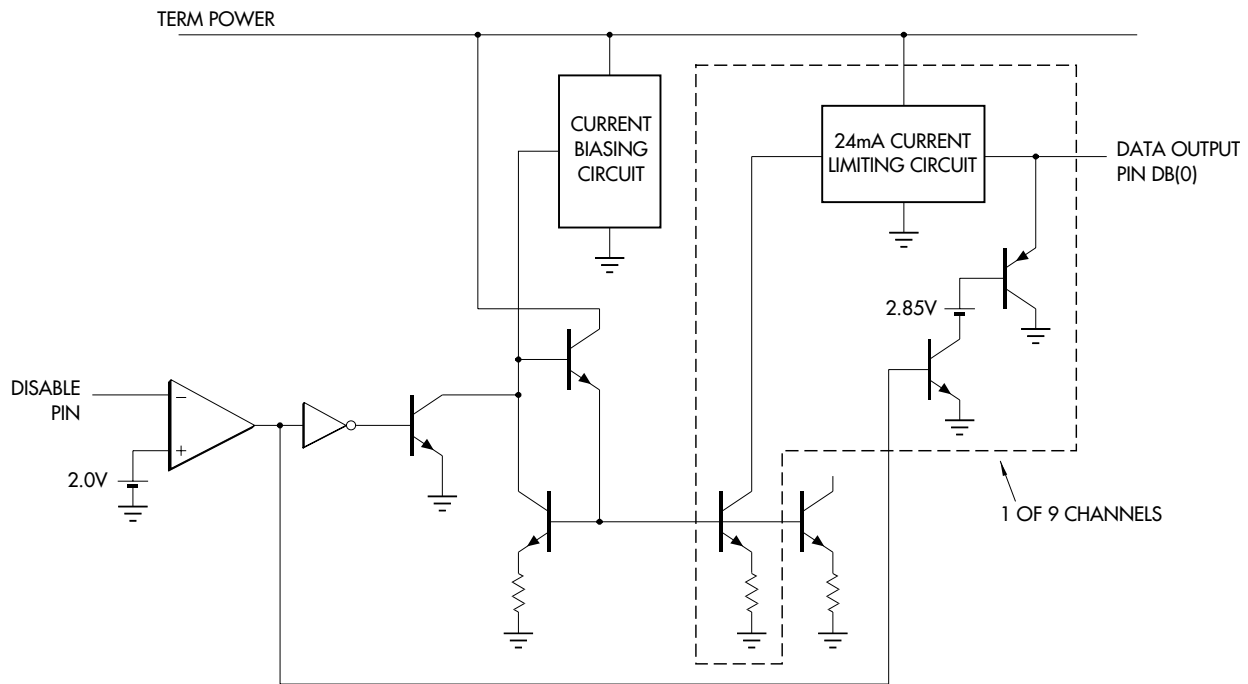 TERM POWER
CURRENT
BIASING
CIRCUIT
24mA CURRENT
LIMITING CIRCUIT
DATA OUTPUT
PIN DB(0)
2.85V
DISABLE
PIN
−
+
2.0V
1 OF 9 CHANNELS